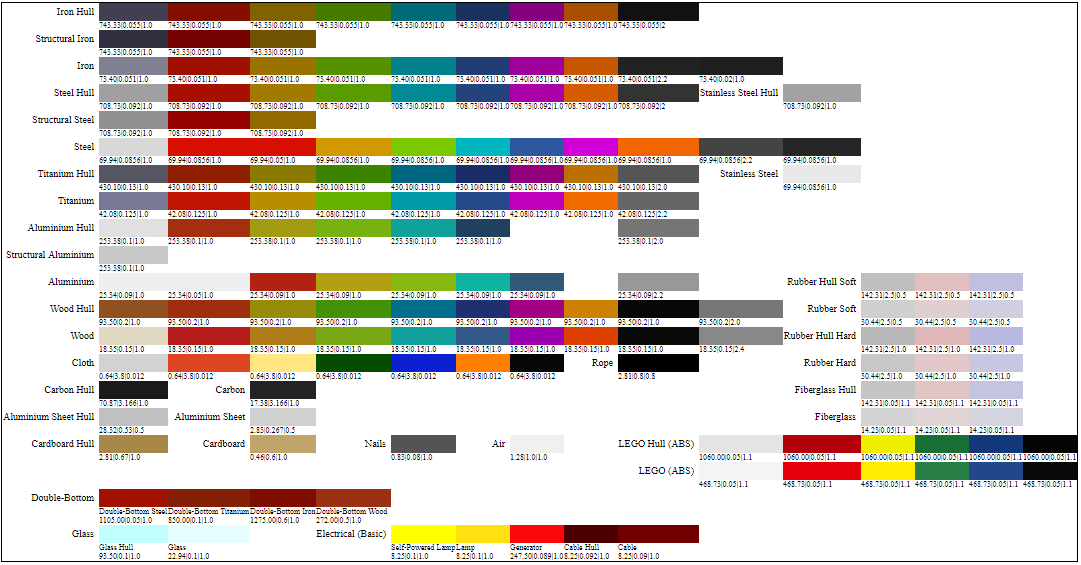 Iron Hull
743.33|0.055|1.0 743.33|0.055|1.0 743.33|0.055|1.0 743.33|0.055|1.0 743.33|0.055|1.0 743.33|0.055|1.0 743.33|0.055|1.0 743.33|0.055|1.0 743.33|0.055|2
Structural Iron
743.33|0.055|1.0 743.33|0.055|1.0 743.33|0.055|1.0
Iron
73.40|0.051|1.0 73.40|0.051|1.0 73.40|0.051|1.0 73.40|0.051|1.0 73.40|0.051|1.0 73.40|0.051|1.0 73.40|0.051|1.0 73.40|0.051|1.0 73.40|0.051|2.2 73.40|0.02|1.0
Steel Hull Stainless Steel Hull
708.73|0.092|1.0 708.73|0.092|1.0 708.73|0.092|1.0 708.73|0.092|1.0 708.73|0.092|1.0 708.73|0.092|1.0 708.73|0.092|1.0 708.73|0.092|1.0 708.73|0.092|2 708.73|0.092|1.0
Structural Steel
708.73|0.092|1.0 708.73|0.092|1.0 708.73|0.092|1.0
Steel
69.94|0.0856|1.0 69.94|0.0856|1.0 69.94|0.05|1.0 69.94|0.0856|1.0 69.94|0.0856|1.0 69.94|0.0856|1.0 69.94|0.0856|1.0 69.94|0.0856|1.0 69.94|0.0856|1.0 69.94|0.0856|2.2 69.94|0.0856|1.0
Titanium Hull Stainless Steel
430.10|0.13|1.0 430.10|0.13|1.0 430.10|0.13|1.0 430.10|0.13|1.0 430.10|0.13|1.0 430.10|0.13|1.0 430.10|0.13|1.0 430.10|0.13|1.0 430.10|0.13|2.0 69.94|0.0856|1.0
Titanium
42.08|0.125|1.0 42.08|0.125|1.0 42.08|0.125|1.0 42.08|0.125|1.0 42.08|0.125|1.0 42.08|0.125|1.0 42.08|0.125|1.0 42.08|0.125|1.0 42.08|0.125|2.2
Aluminium Hull
253.38|0.1|1.0 253.38|0.1|1.0 253.38|0.1|1.0 253.38|0.1|1.0 253.38|0.1|1.0 253.38|0.1|1.0 253.38|0.1|2.0
Structural Aluminium
253.38|0.1|1.0
Aluminium Rubber Hull Soft
25.34|0.09|1.0 25.34|0.05|1.0 25.34|0.09|1.0 25.34|0.09|1.0 25.34|0.09|1.0 25.34|0.09|1.0 25.34|0.09|1.0 25.34|0.09|2.2 142.31|2.5|0.5 142.31|2.5|0.5 142.31|2.5|0.5
Wood Hull Rubber Soft
93.50|0.2|1.0 93.50|0.2|1.0 93.50|0.2|1.0 93.50|0.2|1.0 93.50|0.2|1.0 93.50|0.2|1.0 93.50|0.2|1.0 93.50|0.2|1.0 93.50|0.2|1.0 93.50|0.2|2.0 30.44|2.5|0.5 30.44|2.5|0.5 30.44|2.5|0.5
Wood Rubber Hull Hard
18.35|0.15|1.0 18.35|0.15|1.0 18.35|0.15|1.0 18.35|0.15|1.0 18.35|0.15|1.0 18.35|0.15|1.0 18.35|0.15|1.0 18.35|0.15|1.0 18.35|0.15|1.0 18.35|0.15|2.4 142.31|2.5|1.0 142.31|2.5|1.0 142.31|2.5|1.0
Cloth Rope Rubber Hard
0.64|3.8|0.012 0.64|3.8|0.012 0.64|3.8|0.012 0.64|3.8|0.012 0.64|3.8|0.012 0.64|3.8|0.012 0.64|3.8|0.012 2.81|0.8|0.8 30.44|2.5|1.0 30.44|2.5|1.0 30.44|2.5|1.0
Carbon Hull Carbon Fiberglass Hull
70.87|3.166|1.0 17.38|3.166|1.0 142.31|0.05|1.1 142.31|0.05|1.1 142.31|0.05|1.1
Aluminium Sheet Hull Aluminium Sheet Fiberglass
28.32|0.53|0.5 2.83|0.267|0.5 14.23|0.05|1.1 14.23|0.05|1.1 14.23|0.05|1.1
Cardboard Hull Cardboard Nails Air LEGO Hull (ABS)
2.81|0.67|1.0 0.46|0.6|1.0 0.83|0.08|1.0 1.28|1.0|1.0 1060.00|0.05|1.1 1060.00|0.05|1.1 1060.00|0.05|1.1 1060.00|0.05|1.1 1060.00|0.05|1.1 1060.00|0.05|1.1
LEGO (ABS)
468.73|0.05|1.1 468.73|0.05|1.1 468.73|0.05|1.1 468.73|0.05|1.1 468.73|0.05|1.1 468.73|0.05|1.1
Double-Bottom
Double-Bottom Steel Double-Bottom Titanium Double-Bottom Iron Double-Bottom Wood
1105.00|0.05|1.0 850.00|0.1|1.0 1275.00|0.6|1.0 272.00|0.5|1.0
Glass Electrical (Basic)
Glass Hull Glass Self-Powered Lamp Lamp Generator Cable Hull Cable
93.50|0.1|1.0 22.94|0.1|1.0 8.25|0.1|1.0 8.25|0.1|1.0 247.50|0.089|1.0 8.25|0.092|1.0 8.25|0.09|1.0